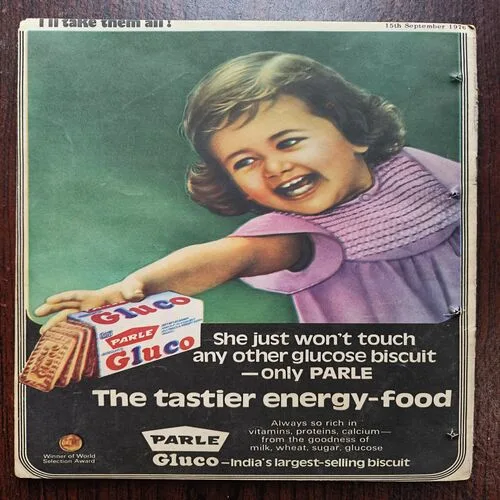 I'll take them all!
15th September 1976
Gluco
PARLE
Gluco
She just won't touch
any other glucose biscuit
—only PARLE
The tastier energy-food
Always so rich in
vitamins, proteins, calcium—
from the goodness of
milk, wheat, sugar, glucose
Winner of World
Selection Award
PARLE
Gluco—India's largest-selling biscuit